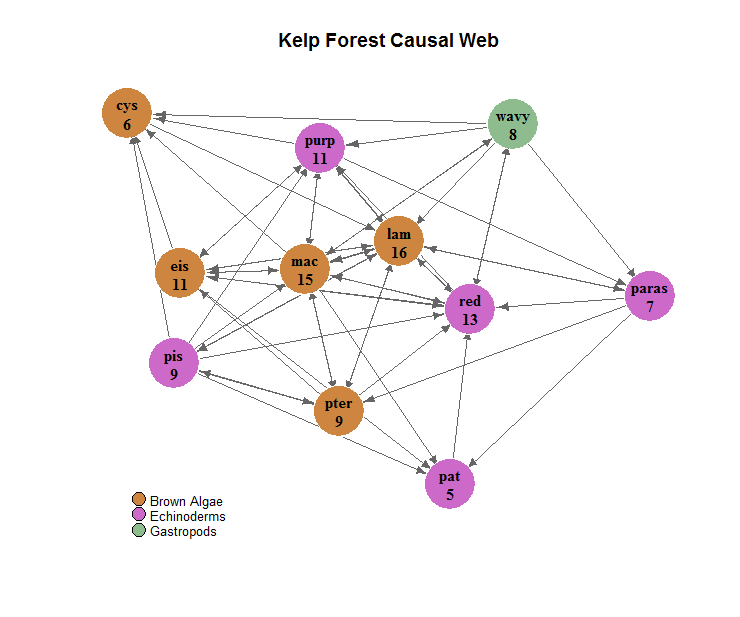 Kelp Forest Causal Web
cys
6
wavy
8
purp
11
lam
16
eis
11
mac
15
paras
7
red
13
pis
9
pter
9
pat
5
Brown Algae
Echinoderms
Gastropods